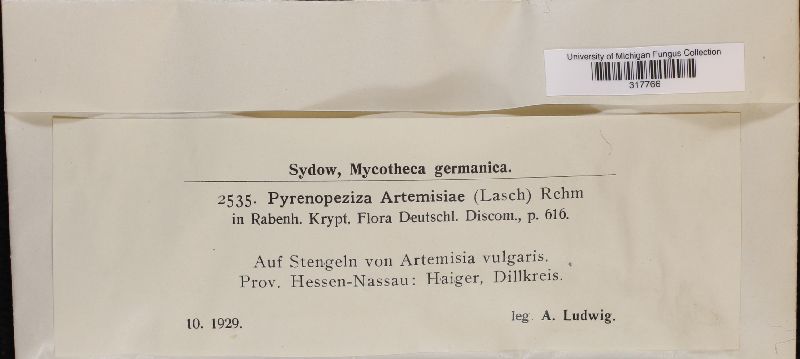 University of Michigan Fungus Collection
317766
Sydow, Mycotheca germanica.
2535. Pyrenopeziza Artemisiae (Lasch) Rehm
in Rabenh. Krypt. Flora Deutschl. Discom., p. 616.
Auf Stengeln von Artemisia vulgaris.
Prov. Hessen-Nassau: Haiger, Dillkreis.
10. 1929. leg. A. Ludwig.